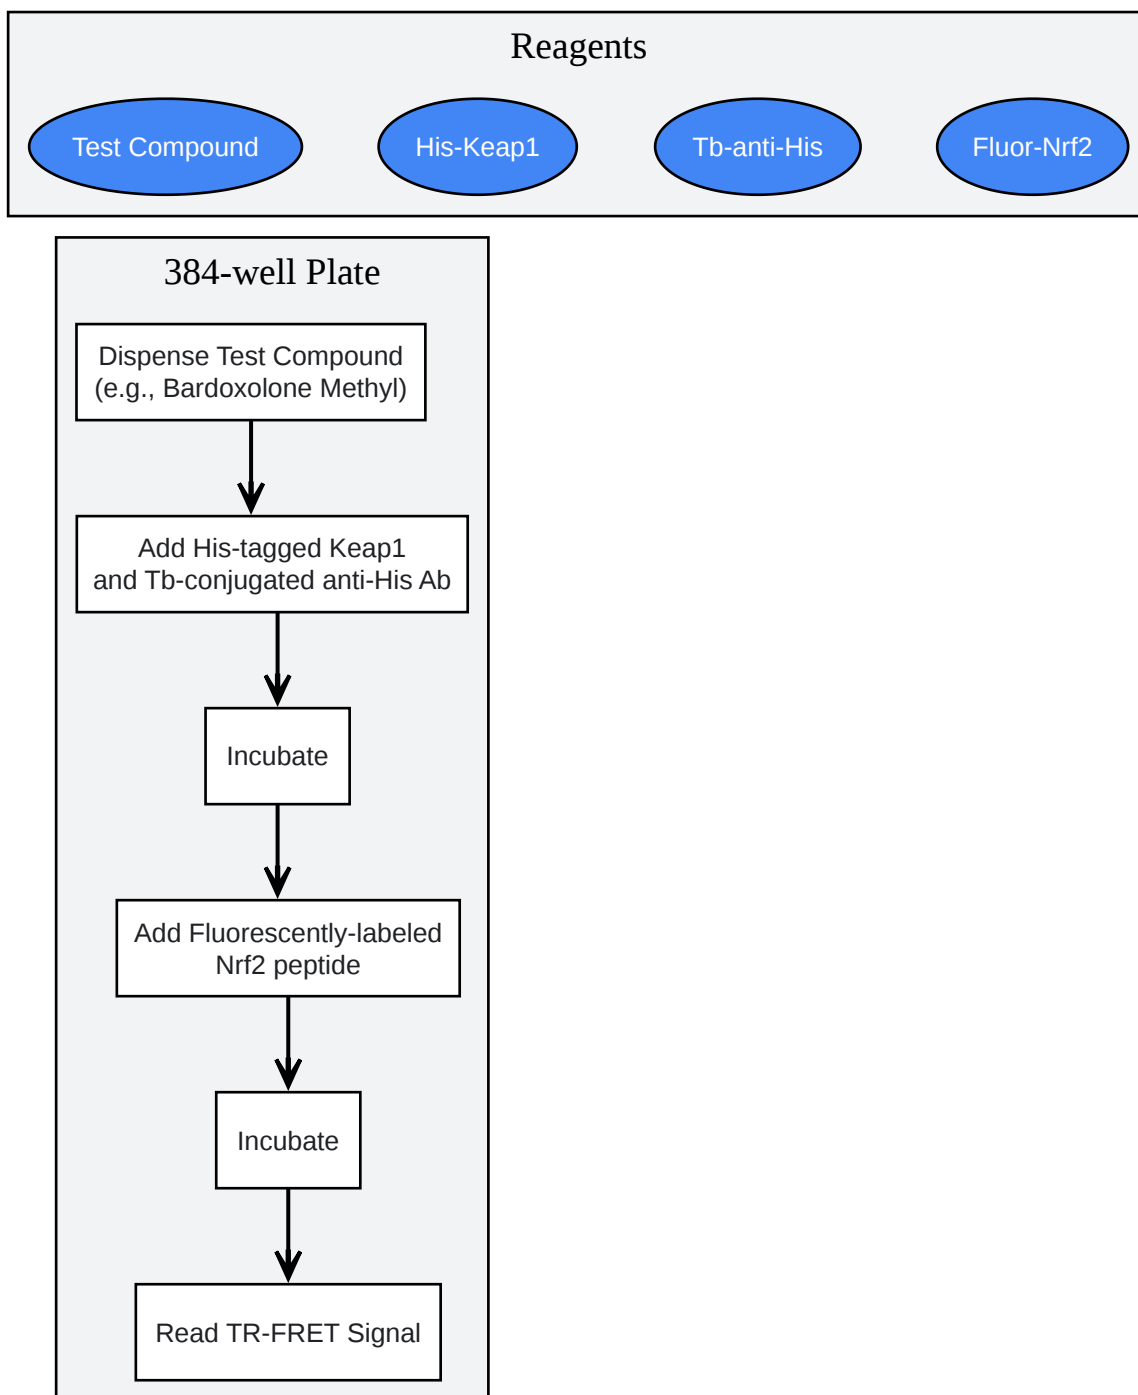 Reagents
Test Compound
His-Keap1
Tb-anti-His
Fluor-Nrf2
384-well Plate
Dispense Test Compound
(e.g., Bardoxolone Methyl)
Add His-tagged Keap1
and Tb-conjugated anti-His Ab
Incubate
Add Fluorescently-labeled
Nrf2 peptide
Incubate
Read TR-FRET Signal